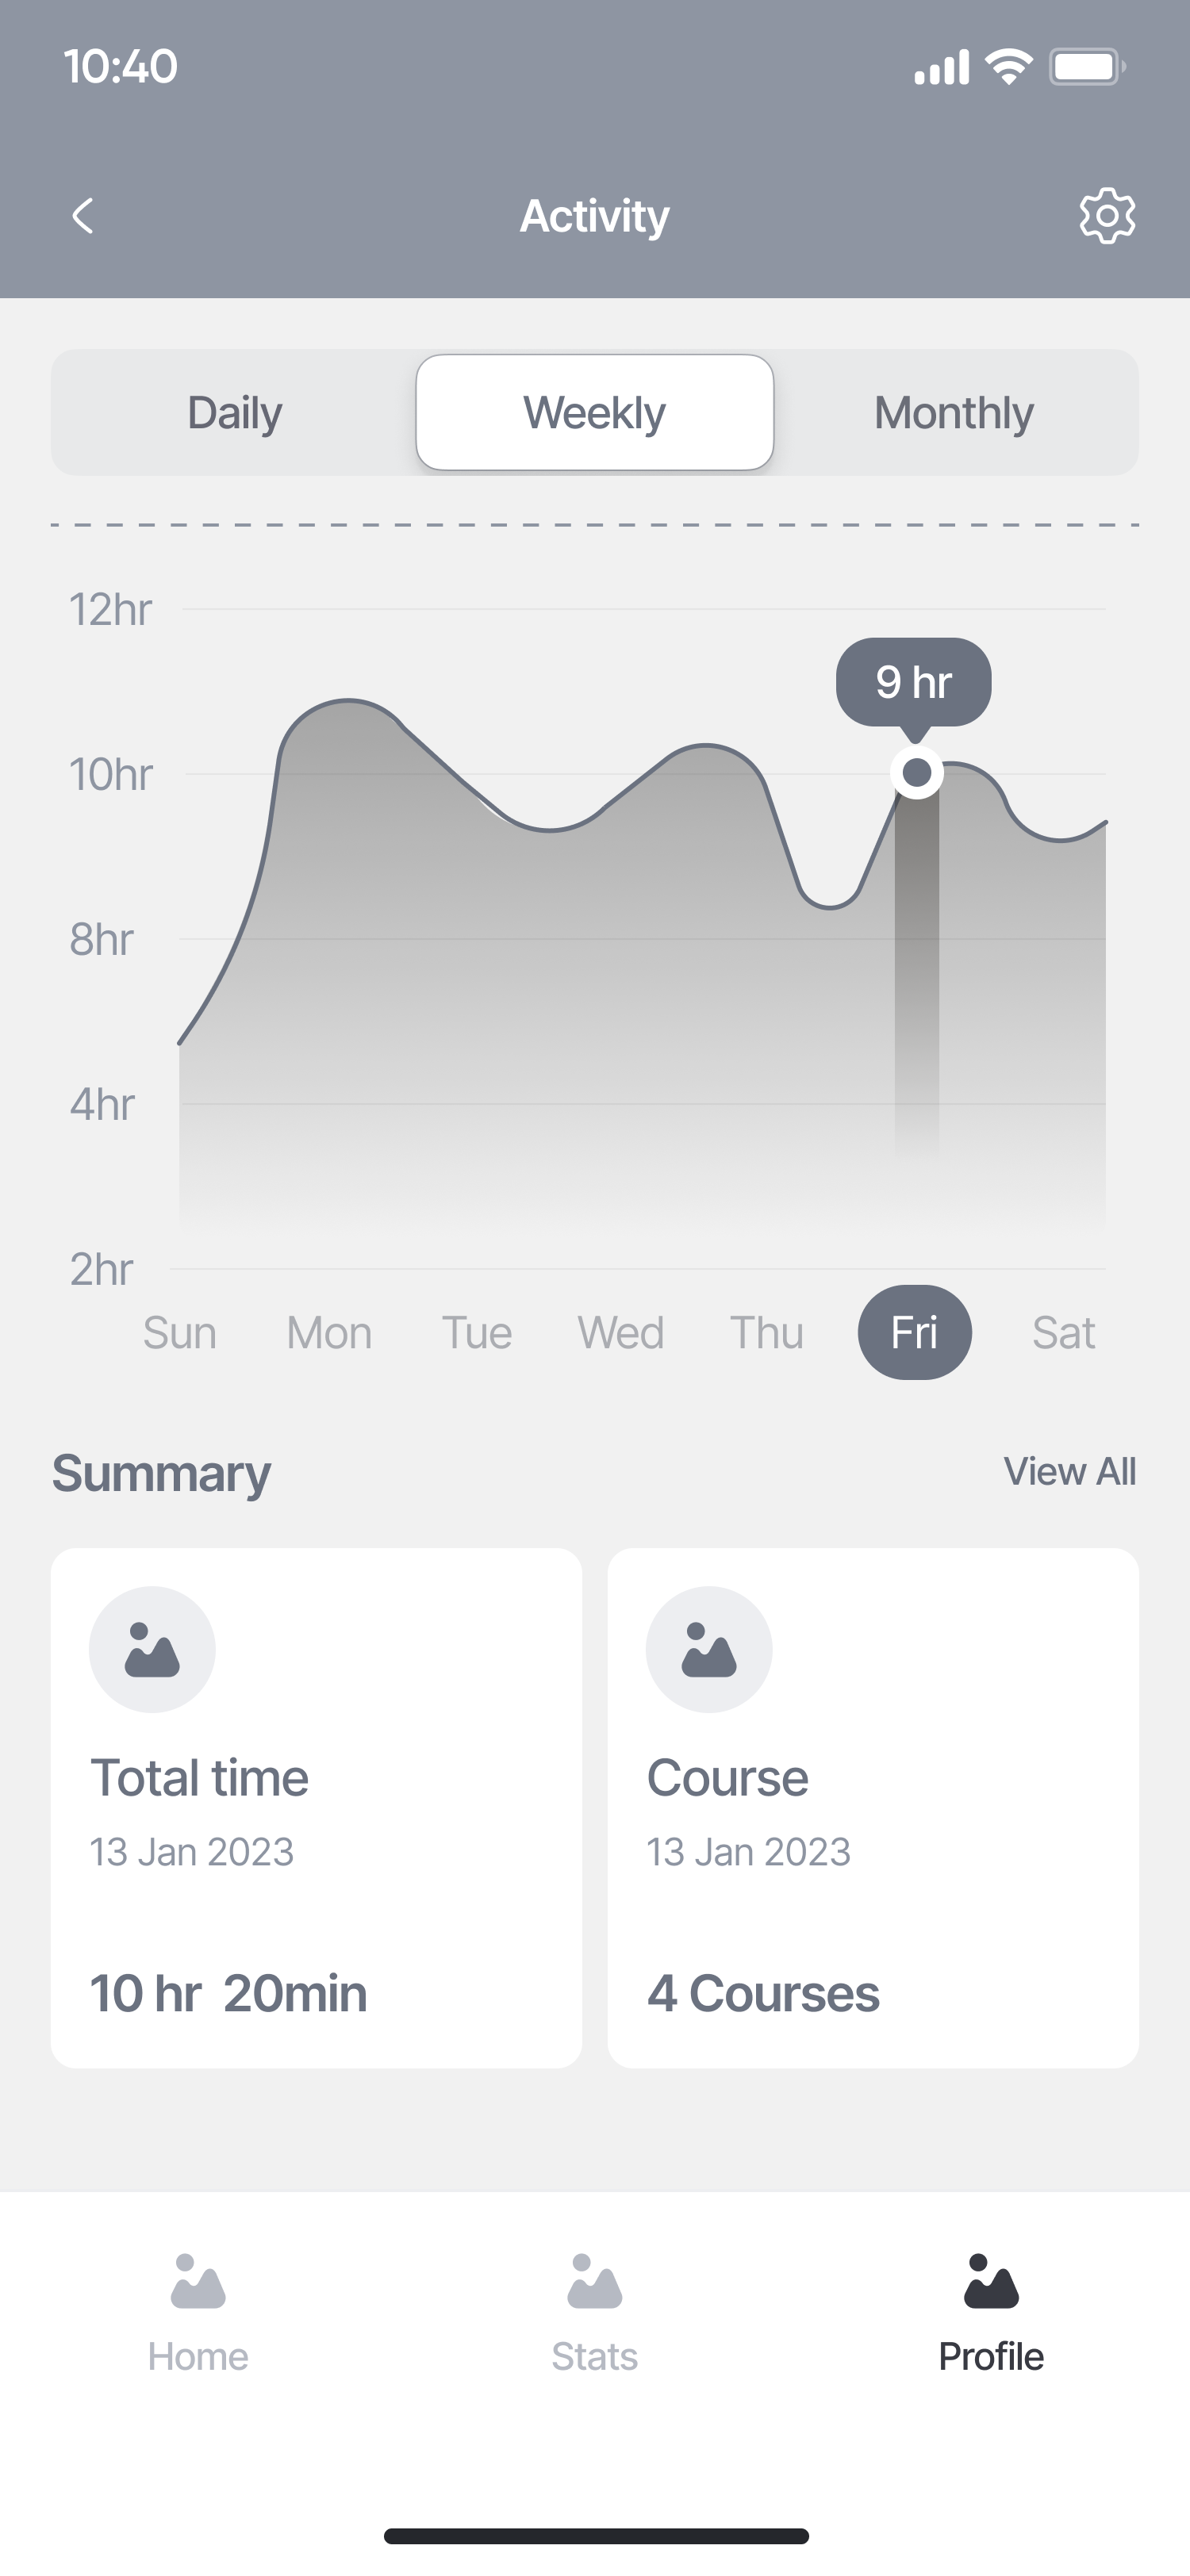 10:40
Activity
Daily Weekly Monthly
12hr
9 hr
10hr
8hr
4hr
2hr
Sun Mon Tue Wed Thu Fri Sat
Summary View All
Total time Course
13 Jan 2023 13 Jan 2023
10 hr 20min 4 Courses
Home Stats Profile